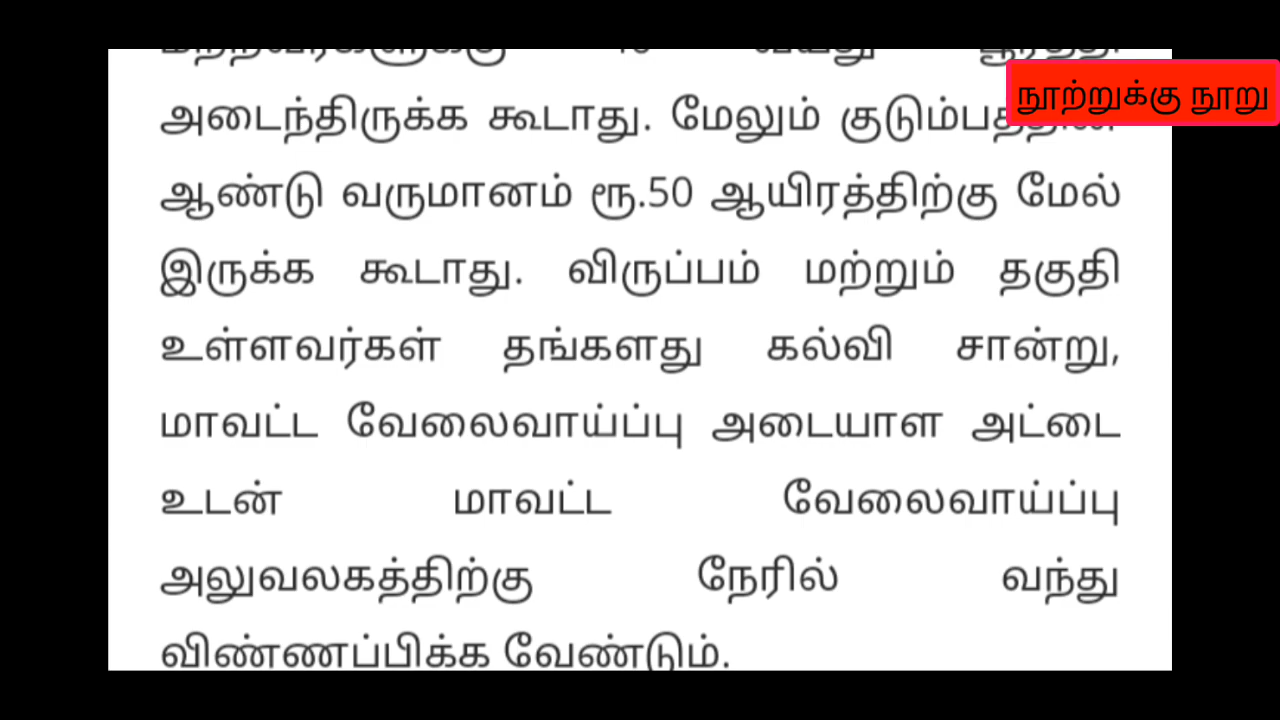 நூற்றுக்கு நூறு
அடைந்திருக்க கூடாது. மேலும்
ஆண்டு வருமானம் ரூ.50 ஆயிரத்திற்கு மேல்
இருக்க கூடாது. விருப்பம் மற்றும் தகுதி
உள்ளவர்கள் தங்களது கல்வி சான்று,
மாவட்ட வேலைவாய்ப்பு அடையாள அட்டை
உடன் மாவட்ட வேலைவாய்ப்பு
அலுவலகத்திற்கு நேரில் வந்து
விண்ணப்பிக்க வேண்டும்.